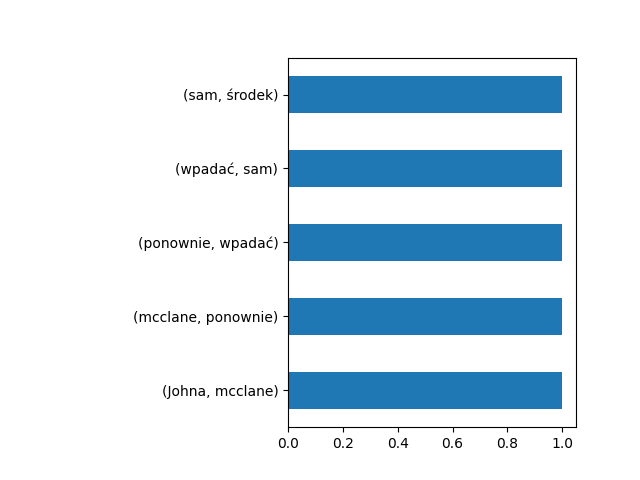 (sam, środek)
(wpadać, sam)
(ponownie, wpadać)
(mcclane, ponownie)
(Johna, mcclane)
0.0 0.2 0.4 0.6 0.8 1.0